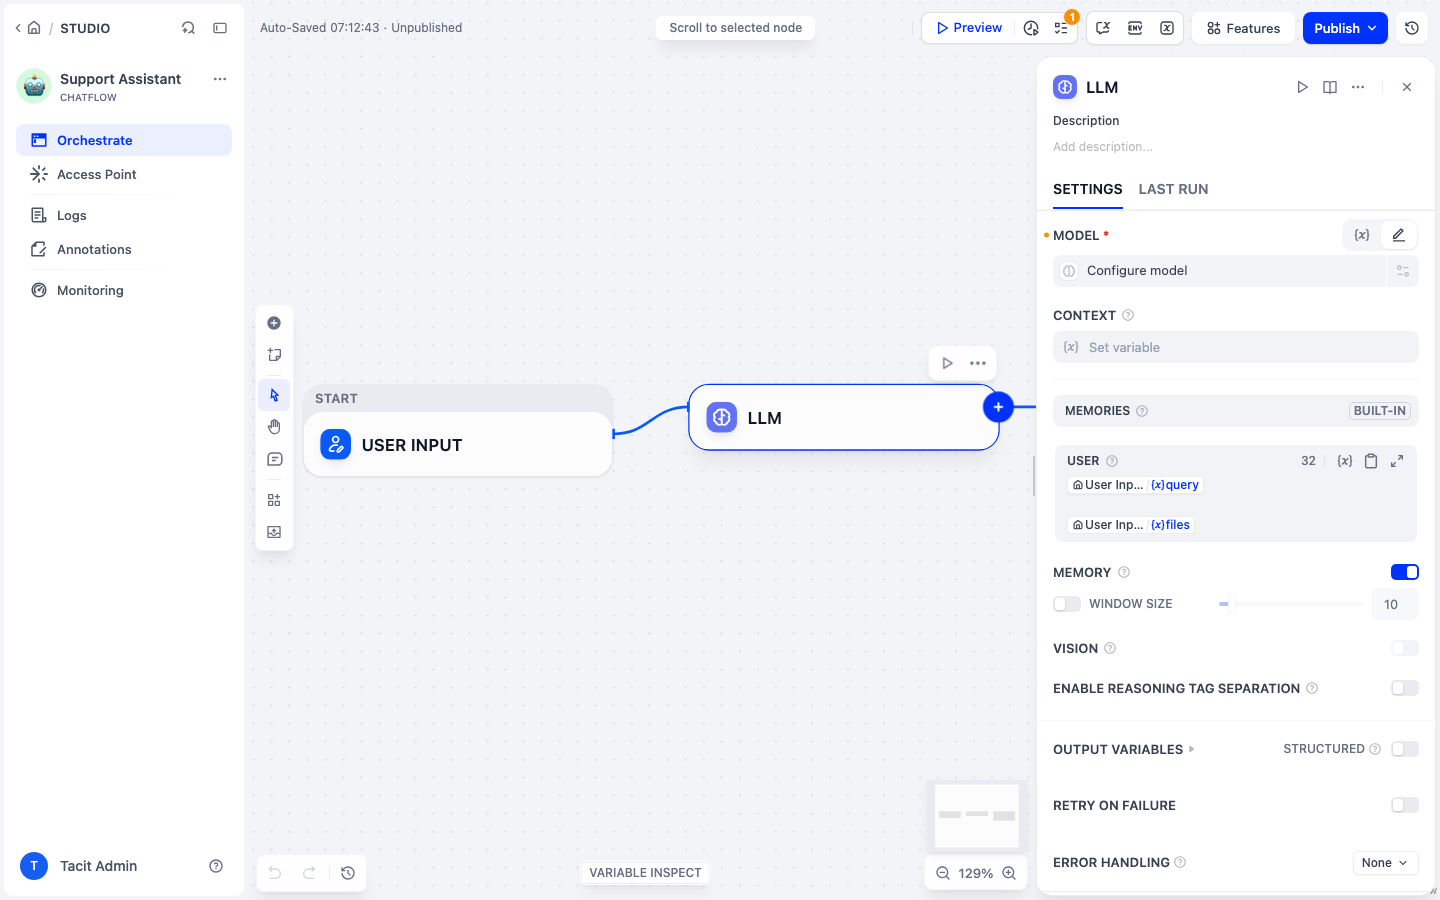 / STUDIO
Support Assistant
CHATFLOW
Orchestrate
Access Point
Logs
Annotations
Monitoring
T Tacit Admin
Auto-Saved 07:12:43 · Unpublished
Scroll to selected node
Preview
1
ENV
Features
Publish
START
USER INPUT
LLM
VARIABLE INSPECT
129%
LLM
Description
Add description...
SETTINGS LAST RUN
MODEL *
{x}
Configure model
CONTEXT
{x} Set variable
MEMORIES BUILT-IN
USER 32 {x}
User Inp... / {x} query
User Inp... / {x} files
MEMORY
WINDOW SIZE 10
VISION
ENABLE REASONING TAG SEPARATION
OUTPUT VARIABLES STRUCTURED
RETRY ON FAILURE
ERROR HANDLING None